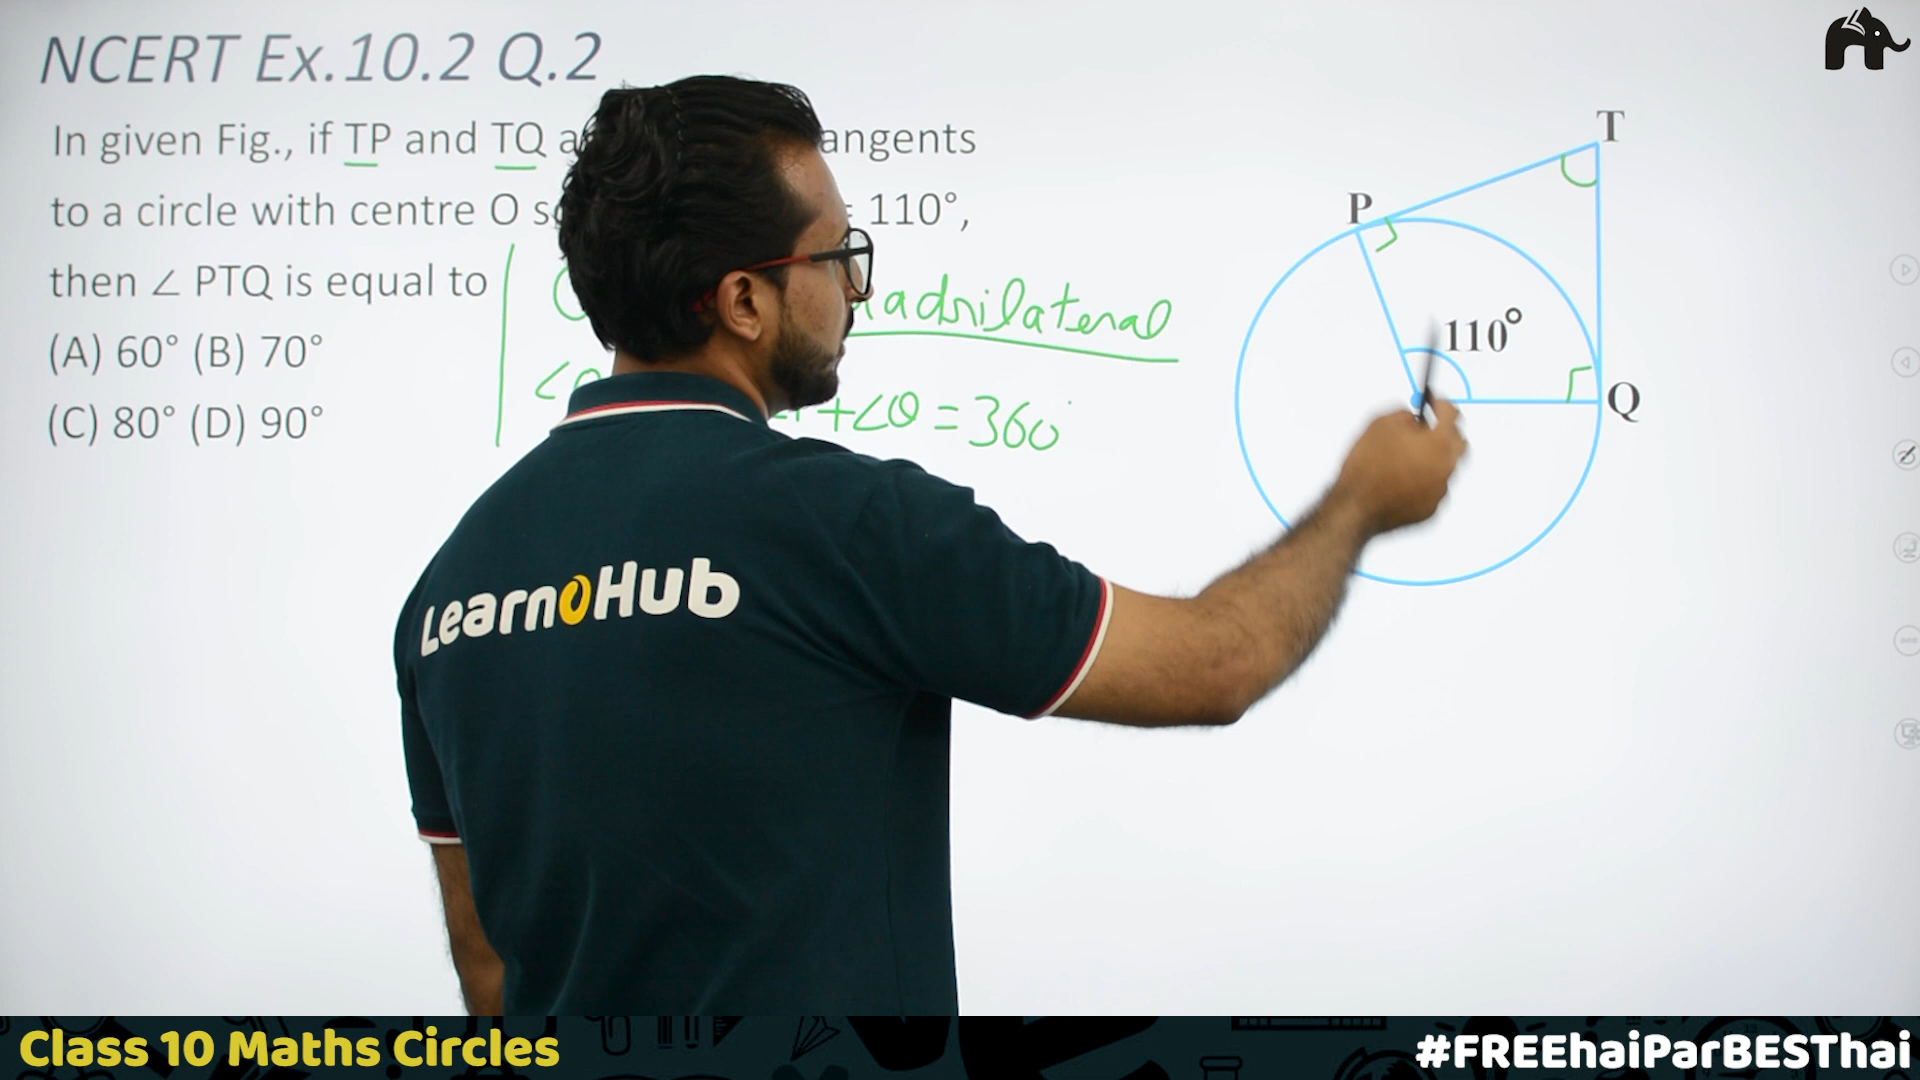 NCERT Ex.10.2 Q.2
In given Fig., if TP and TQ a angents
to a circle with centre O s 110°,
then ∠ PTQ is equal to
(A) 60° (B) 70°
(C) 80° (D) 90°
uadrilateral
+∠Q = 360°
T
P
110°
Q
LearnoHub
Class 10 Maths Circles
#FREEhaiParBESThai